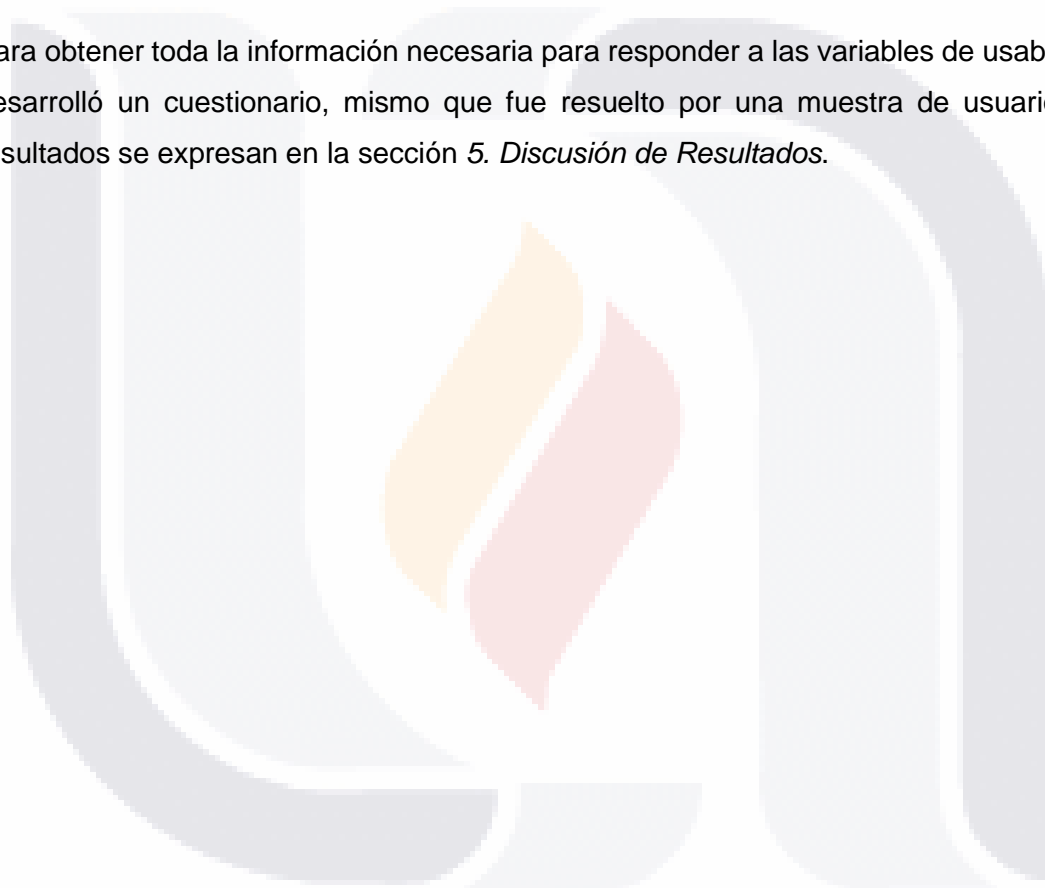 ara obtener toda la información necesaria para responder a las variables de usab
esarrolló un cuestionario, mismo que fue resuelto por una muestra de usuari
sultados se expresan en la sección 5. Discusión de Resultados.